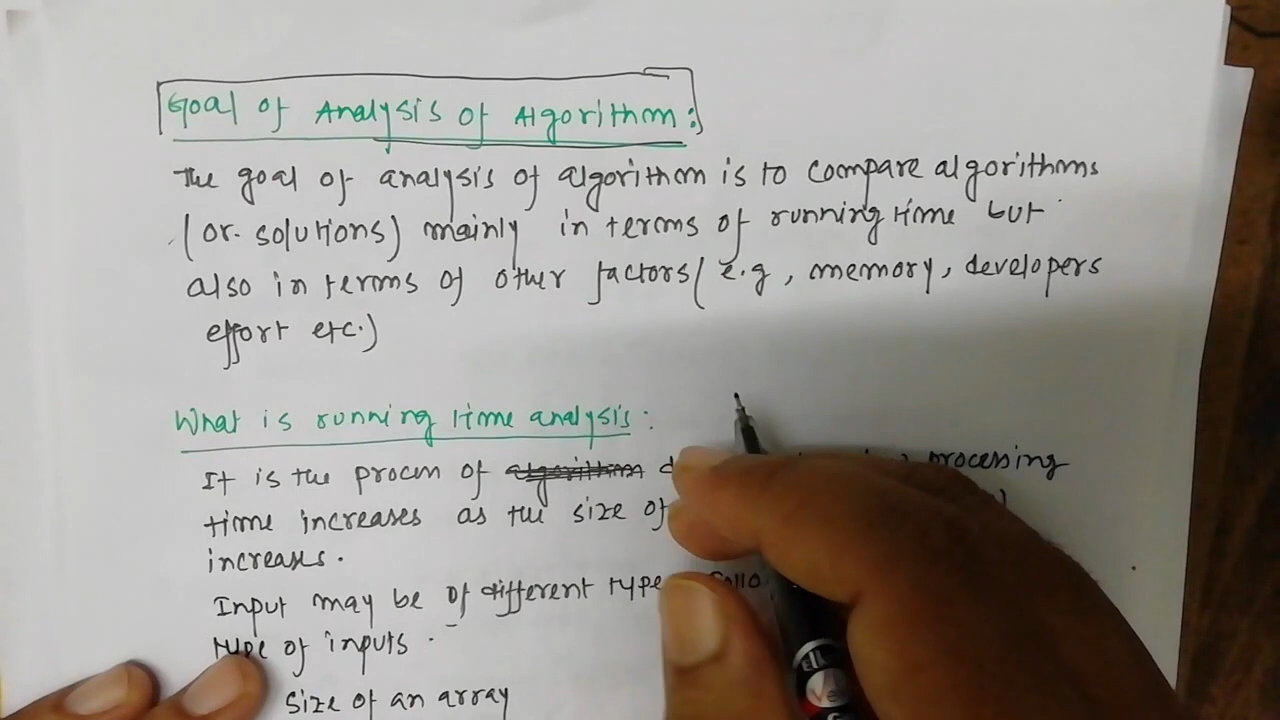 Goal of Analysis of Algorithm:
The goal of analysis of algorithm is to compare algorithms
(or solutions) mainly in terms of running time but
also in terms of other factors (e.g, memory, developers
effort etc.)
What is running time analysis:
It is the process of algorithm processing
time increases as the size of
increases.
Input may be of different type
type of inputs.
size of an array